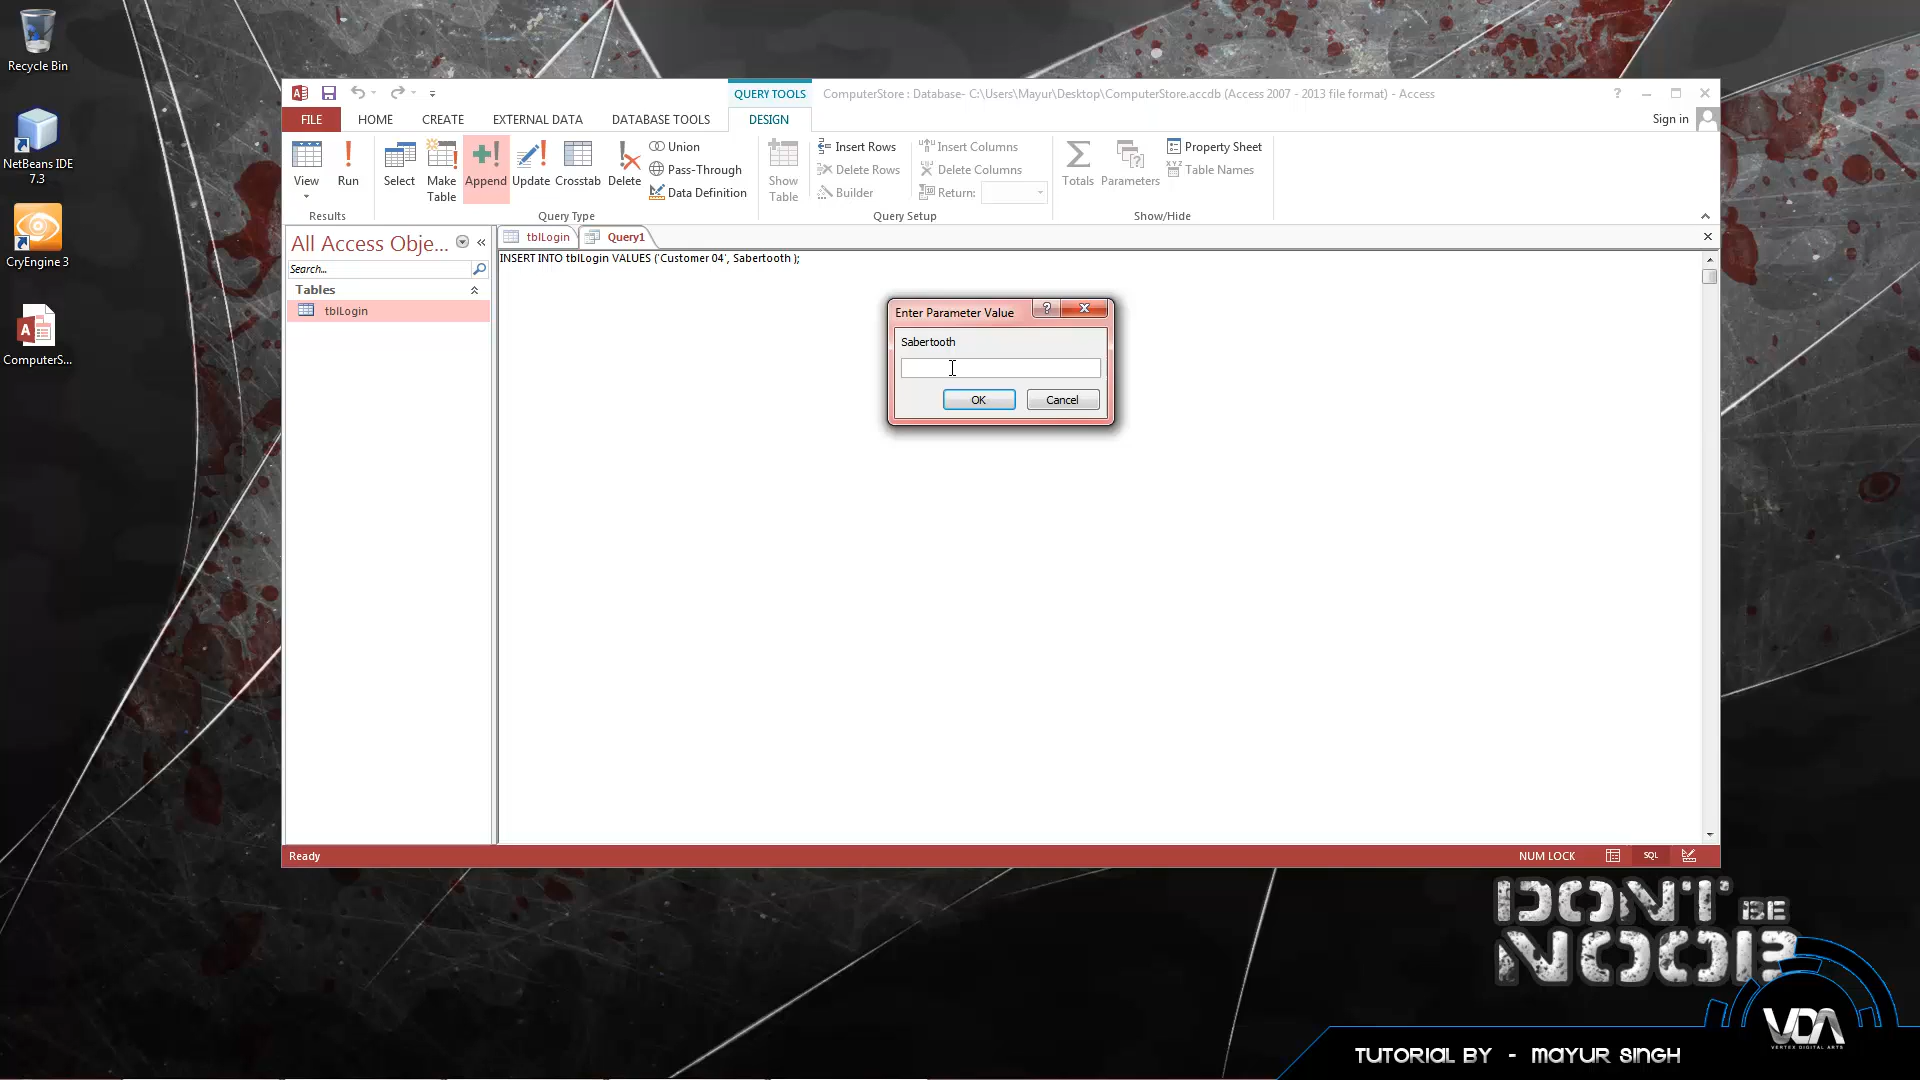 Recycle Bin
NetBeans IDE
7.3
CryEngine 3
ComputerS...
QUERY TOOLS
ComputerStore : Database- C:\Users\Mayur\Desktop\ComputerStore.accdb (Access 2007 - 2013 file format) - Access
FILE HOME CREATE EXTERNAL DATA DATABASE TOOLS DESIGN
Sign in
View
Run
Results
Select
Make
Table
Append
Update
Crosstab
Delete
Union
Pass-Through
Data Definition
Query Type
Show
Table
Insert Rows
Delete Rows
Builder
Insert Columns
Delete Columns
Return:
Query Setup
Totals
Parameters
Property Sheet
Table Names
Show/Hide
All Access Obje...
Search...
Tables
tblLogin
tblLogin
Query1
INSERT INTO tblLogin VALUES ('Customer 04', Sabertooth );
Enter Parameter Value
Sabertooth
OK
Cancel
Ready
NUM LOCK
SQL
DONT BE
NOOB
VDA
VERTEX DIGITAL ARTS
TUTORIAL BY - MAYUR SINGH